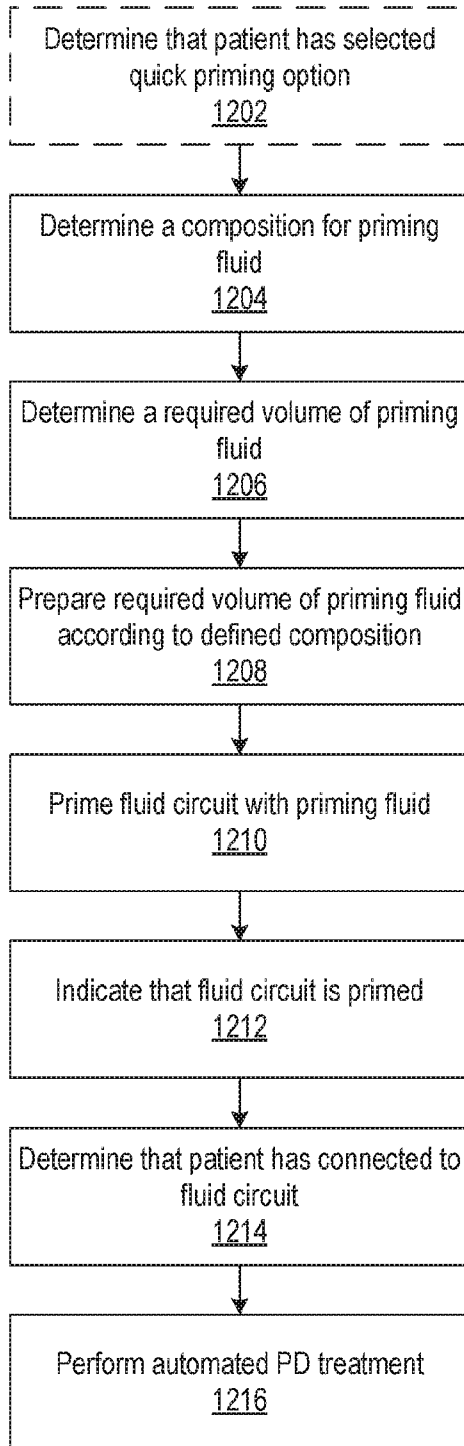 Determine that patient has selected
quick priming option
1202
Determine a composition for priming
fluid
1204
Determine a required volume of priming
fluid
1206
Prepare required volume of priming fluid
according to defined composition
1208
Prime fluid circuit with priming fluid
1210
Indicate that fluid circuit is primed
1212
Determine that patient has connected to
fluid circuit
1214
Perform automated PD treatment
1216